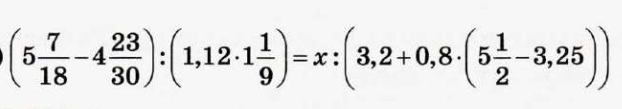 ) (5 7/18 − 4 23/30) : (1,12 · 1 1/9) = x : (3,2 + 0,8 · (5 1/2 − 3,25))